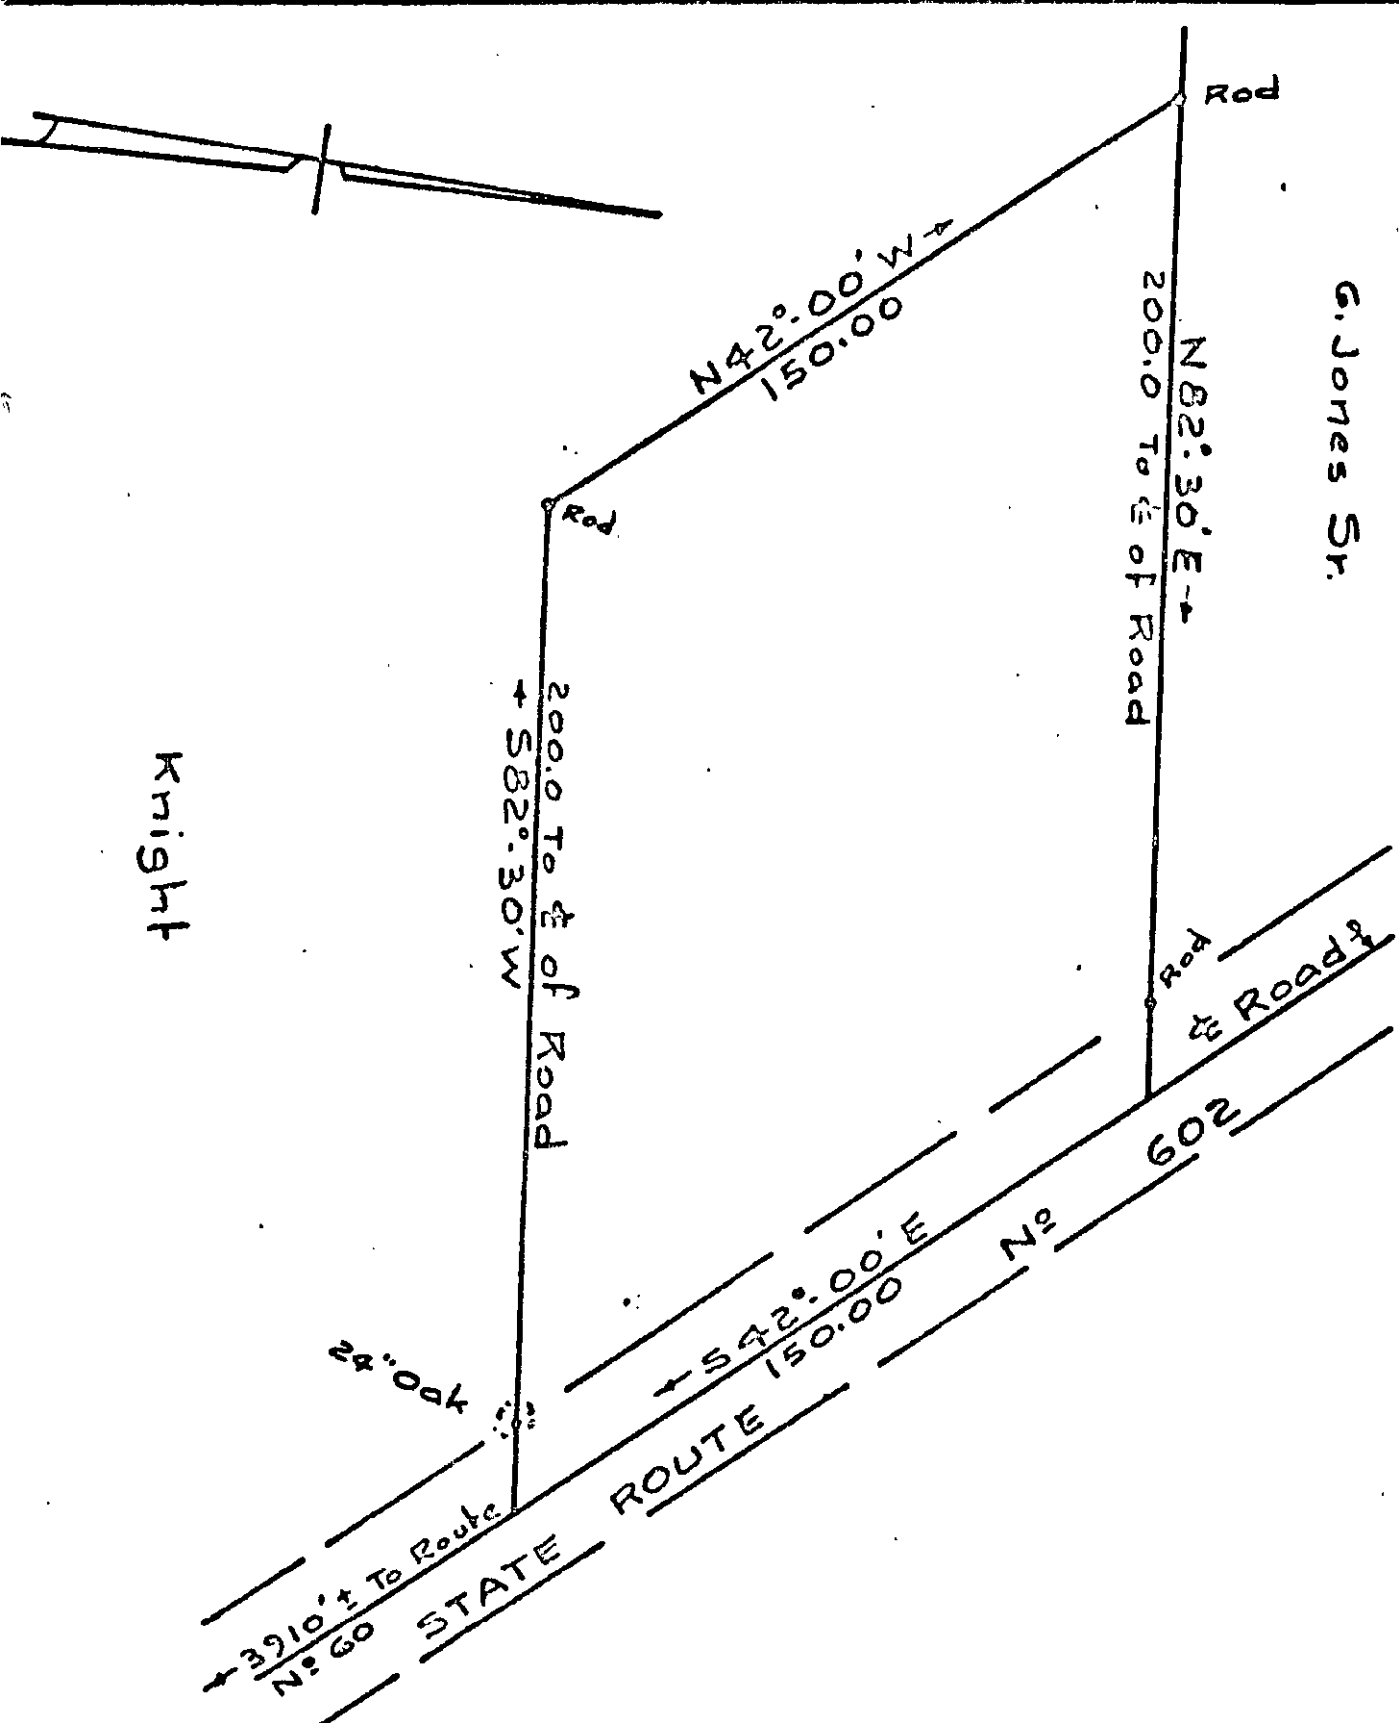 Rod
G. Jones Sr.
N82°.30' E→
200.0 To ℄ of Road
N42°.00' W→
150.00
Rod
200.0 To ℄ of Road
← S82°.30' W
Knight
Rod
℄ Road
← S42°.00' E
150.00
24" Oak
← 3910' ± To Route
Nº 60
STATE ROUTE Nº 602